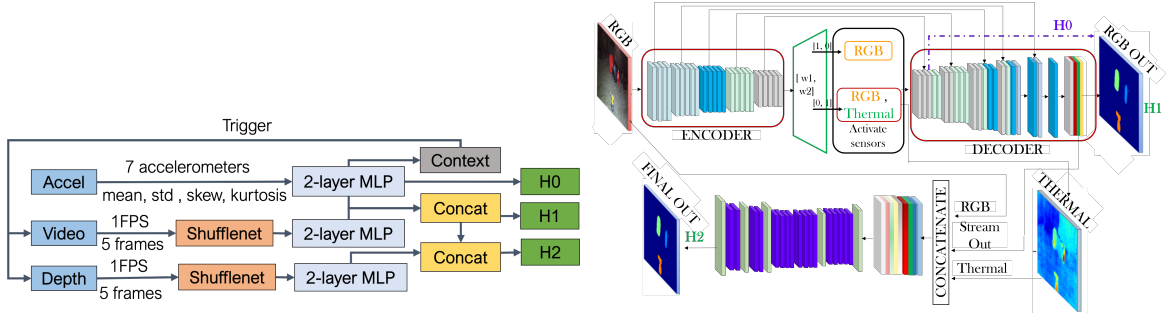 Trigger
Accel
7 accelerometers
mean, std , skew, kurtosis
2-layer MLP
Context
H0
Video
1FPS
5 frames
Shufflenet
2-layer MLP
Concat
H1
Depth
1FPS
5 frames
Shufflenet
2-layer MLP
Concat
H2
RGB
ENCODER
[ w1,
w2]
[1, 0]
[0, 1]
RGB
RGB ,
Thermal
Activate
sensors
DECODER
H0
RGB OUT
H1
FINAL OUT
H2
CONCATENATE
RGB
Stream
Out
Thermal
THERMAL